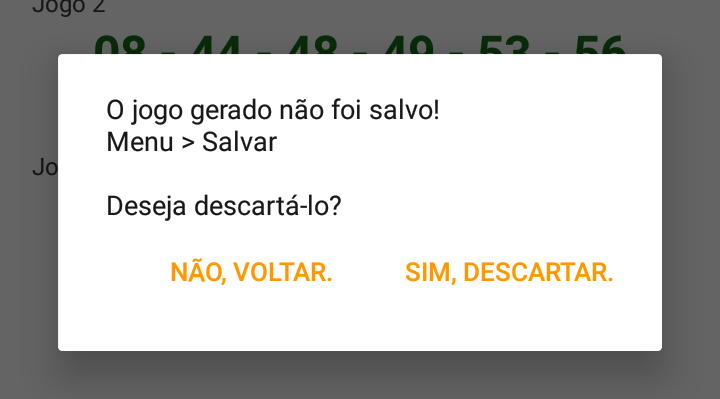 Jogo 2
08 - 44 - 48 - 49 - 53 - 56
O jogo gerado não foi salvo!
Menu > Salvar
Jo
Deseja descartá-lo?
NÃO, VOLTAR. SIM, DESCARTAR.